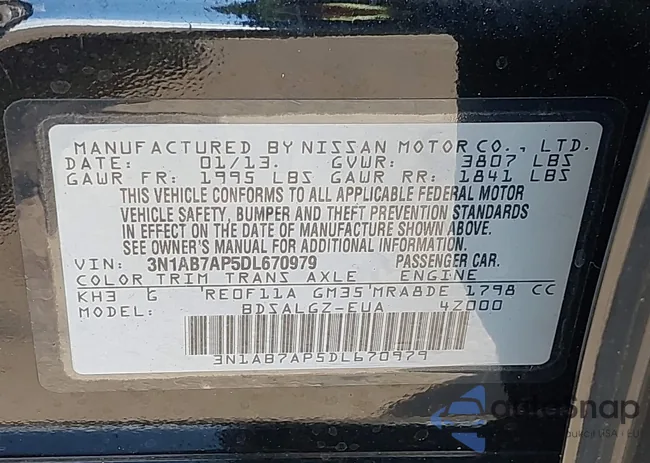 MANUFACTURED BY NISSAN MOTOR CO., LTD.
DATE: 01/13. GVWR: 3807 LBS
GAWR FR: 1995 LBS GAWR RR: 1841 LBS
THIS VEHICLE CONFORMS TO ALL APPLICABLE FEDERAL MOTOR
VEHICLE SAFETY, BUMPER AND THEFT PREVENTION STANDARDS
IN EFFECT ON THE DATE OF MANUFACTURE SHOWN ABOVE.
SEE OWNER'S MANUAL FOR ADDITIONAL INFORMATION.
VIN: 3N1AB7AP5DL670979 PASSENGER CAR.
COLOR TRIM TRANS AXLE ENGINE
KH3 G RE0F11A GM35 MRA8DE 1798 CC
BDSALGZ-EUA 4Z000
3N1AB7AP5DL670979
autosnap